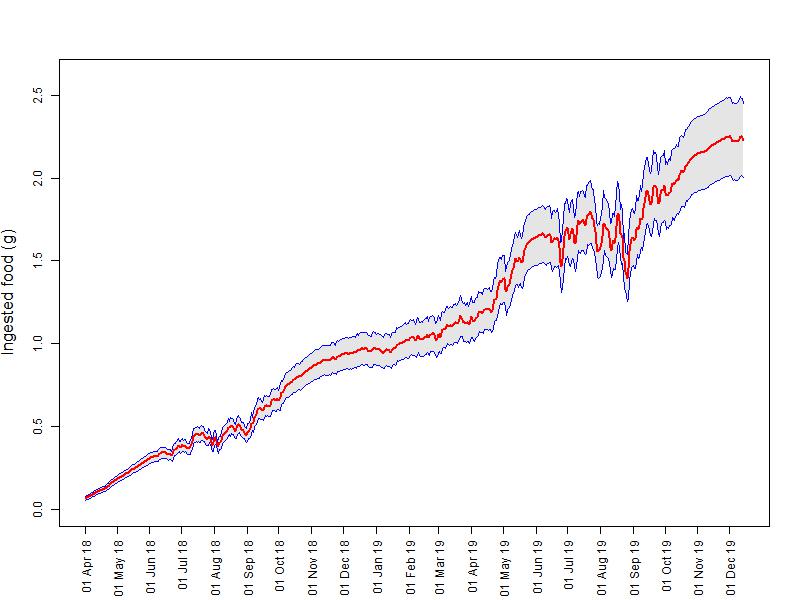 Ingested food (g)
2.5
2.0
1.5
1.0
0.5
0.0
01 Apr 18
01 May 18
01 Jun 18
01 Jul 18
01 Aug 18
01 Sep 18
01 Oct 18
01 Nov 18
01 Dec 18
01 Jan 19
01 Feb 19
01 Mar 19
01 Apr 19
01 May 19
01 Jun 19
01 Jul 19
01 Aug 19
01 Sep 19
01 Oct 19
01 Nov 19
01 Dec 19